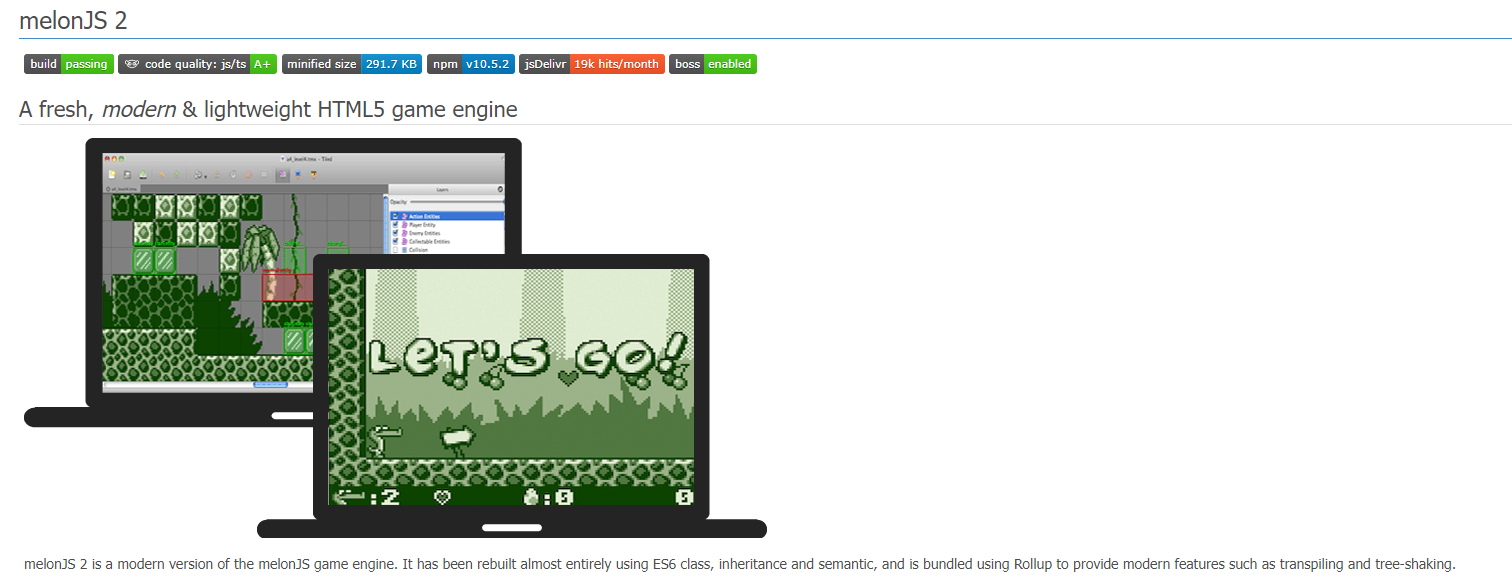 melonJS 2
build passing code quality: js/ts A+ minified size 291.7 KB npm v10.5.2 jsDelivr 19k hits/month boss enabled
A fresh, modern & lightweight HTML5 game engine
Layers
Opacity:
Action Entities
Player Entity
Enemy Entities
Collectable Entities
Collision
LET'S GO!
:2 :0 0
melonJS 2 is a modern version of the melonJS game engine. It has been rebuilt almost entirely using ES6 class, inheritance and semantic, and is bundled using Rollup to provide modern features such as transpiling and tree-shaking.